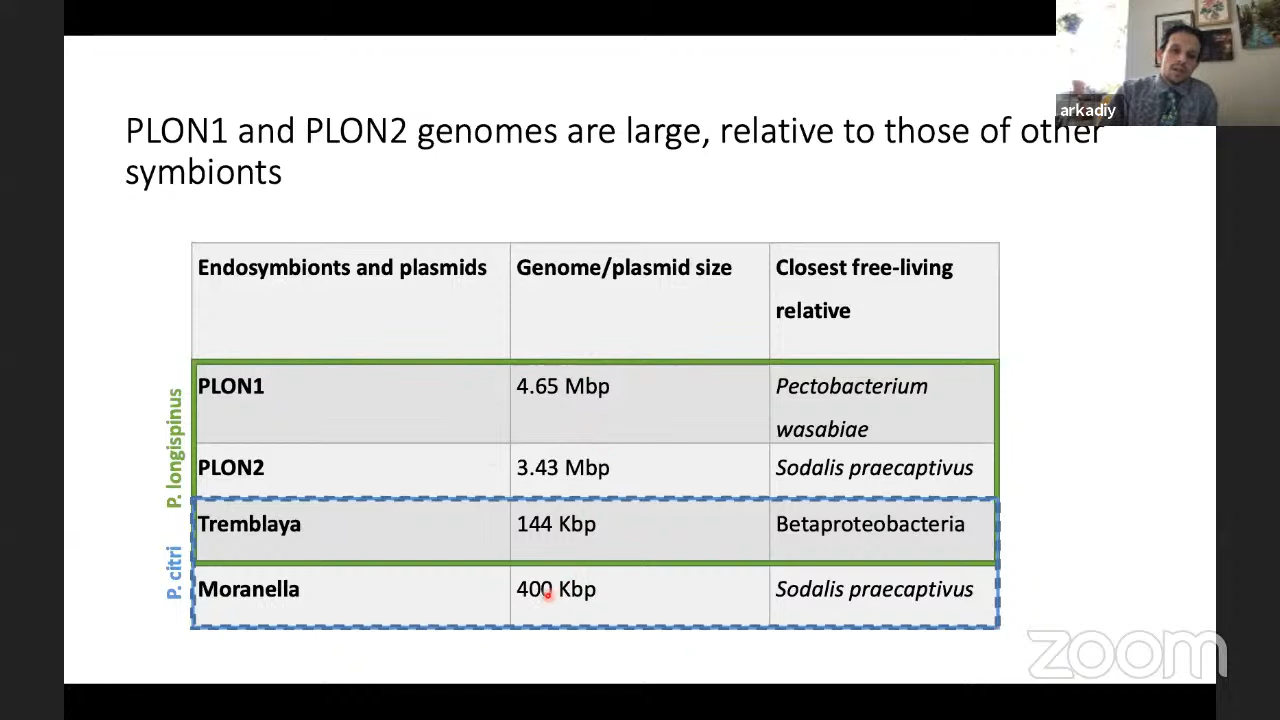 arkadiy
PLON1 and PLON2 genomes are large, relative to those of other
symbionts
Endosymbionts and plasmids
Genome/plasmid size
Closest free-living
relative
PLON1
4.65 Mbp
Pectobacterium
wasabiae
PLON2
3.43 Mbp
Sodalis praecaptivus
Tremblaya
144 Kbp
Betaproteobacteria
Moranella
400 Kbp
Sodalis praecaptivus
P. longispinus
P. citri
zoom